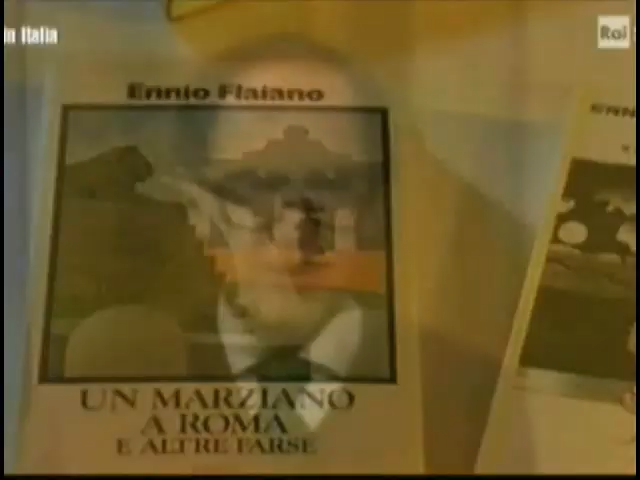 in Italia
Rai
Ennio Flaiano
ENN
UN MARZIANO
A ROMA
E ALTRE FARSE